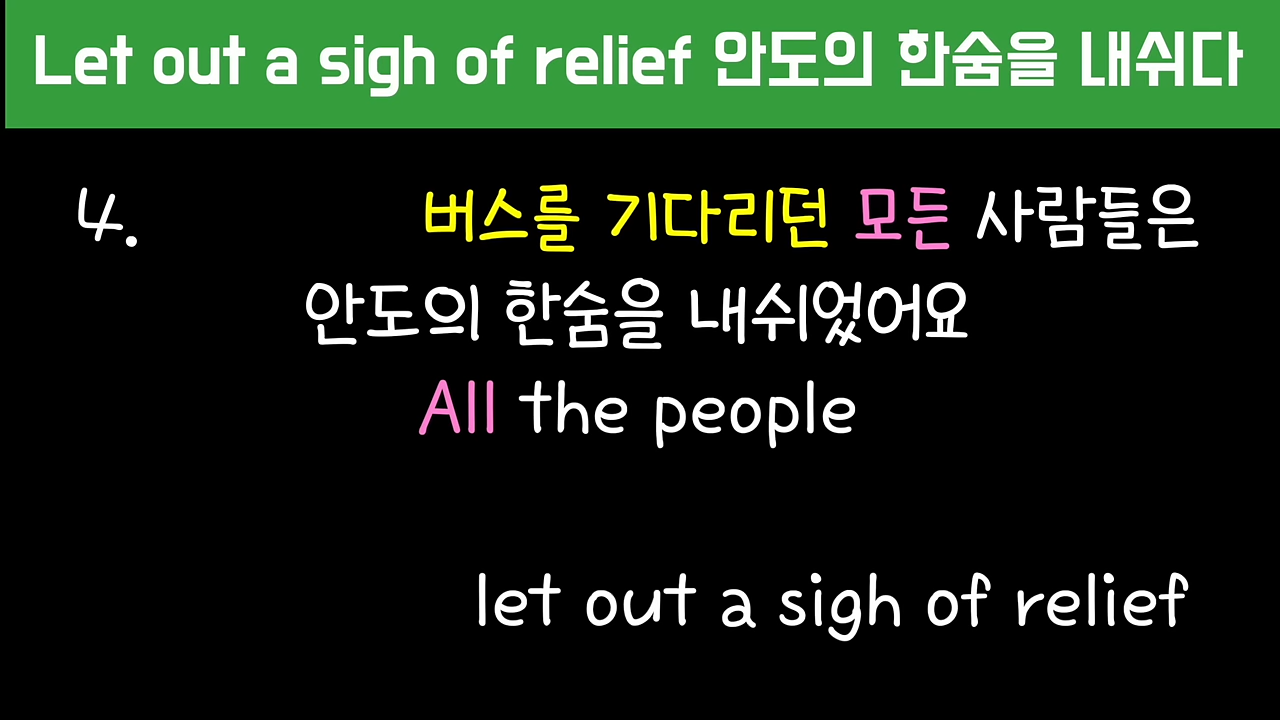 Let out a sigh of relief 안도의 한숨을 내쉬다
4. 버스를 기다리던 모든 사람들은
안도의 한숨을 내쉬었어요
All the people
let out a sigh of relief